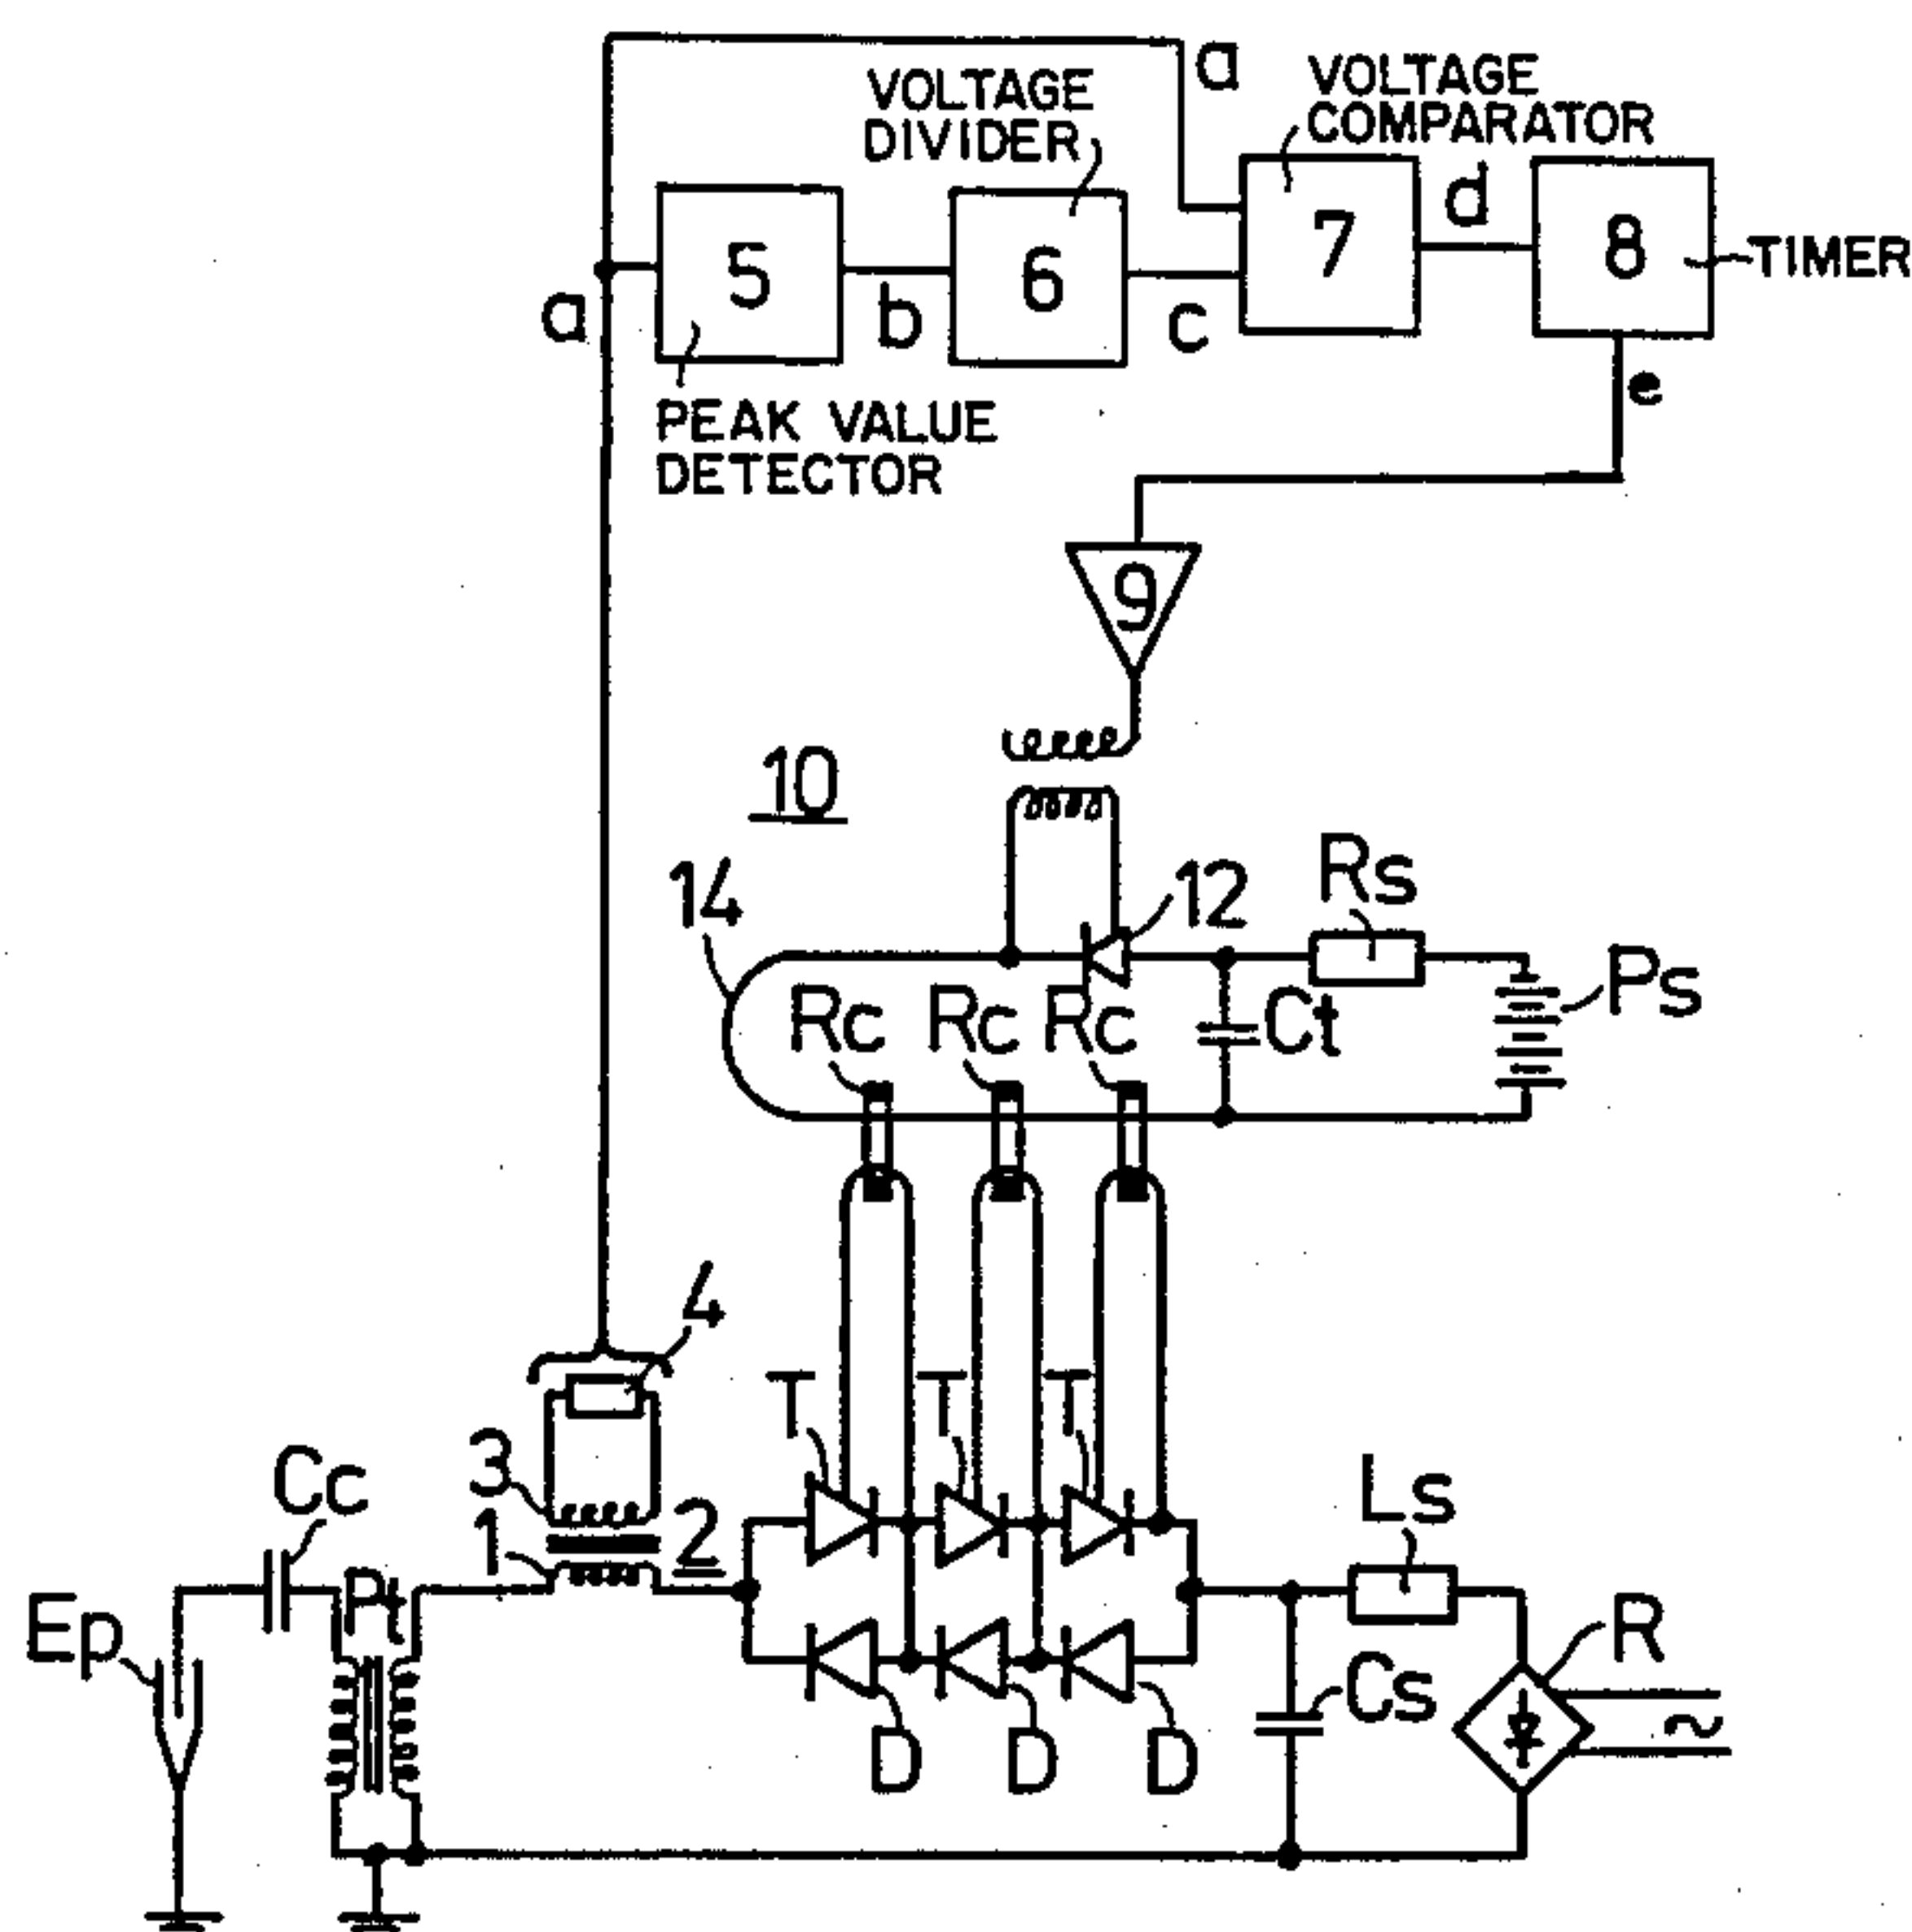 a
VOLTAGE
DIVIDER
VOLTAGE
COMPARATOR
5
6
7
8
TIMER
a
b
c
d
e
PEAK VALUE
DETECTOR
9
10
14
12
Rs
Ps
Rc
Rc
Rc
Ct
4
3
1
2
T
T
T
Cc
Pt
Ep
Ls
R
Cs
~
D
D
D